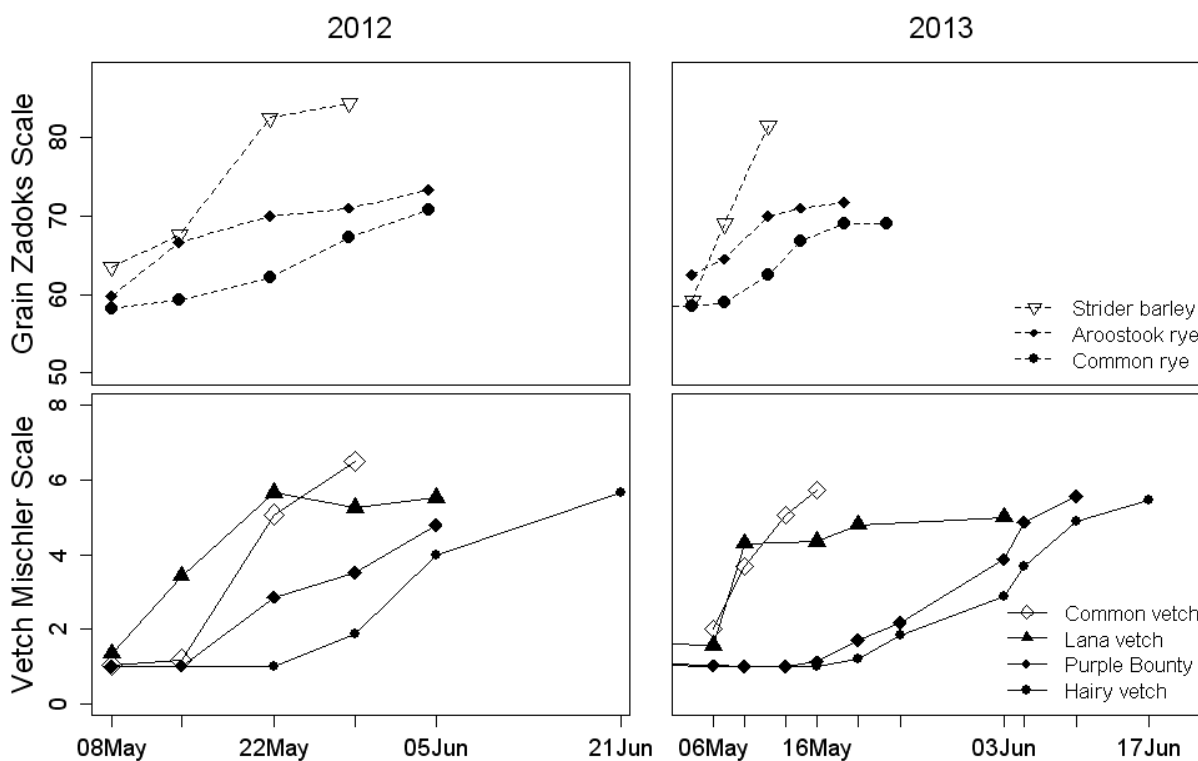 2012
2013
Grain Zadoks Scale
80
70
60
50
Strider barley
Aroostook rye
Common rye
Vetch Mischler Scale
8
6
4
2
0
Common vetch
Lana vetch
Purple Bounty
Hairy vetch
08May 22May 05Jun 21Jun
06May 16May 03Jun 17Jun